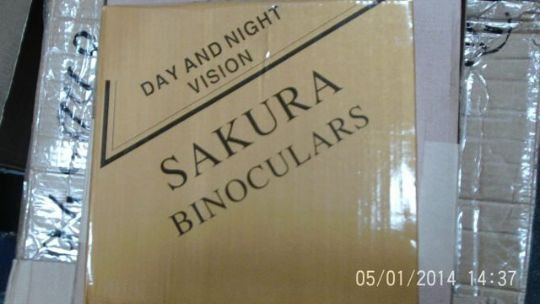 DAY AND NIGHT
VISION
SAKURA
BINOCULARS
05/01/2014 14:37